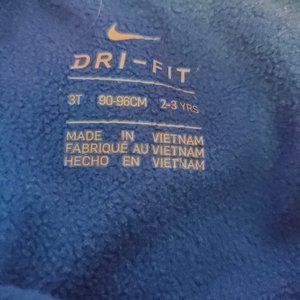 DRI-FIT
3T 90-96CM 2-3 YRS
MADE IN VIETNAM
FABRIQUÉ AU VIETNAM
HECHO EN VIETNAM